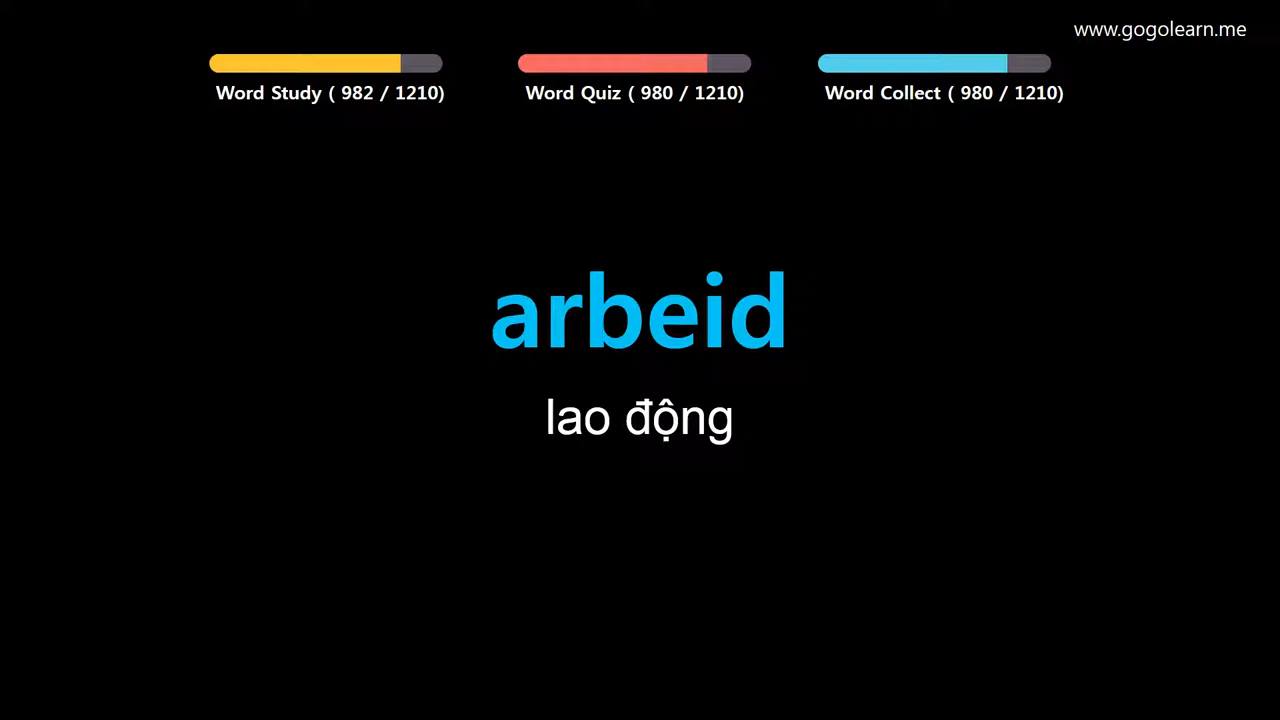 www.gogolearn.me
Word Study ( 982 / 1210)
Word Quiz ( 980 / 1210)
Word Collect ( 980 / 1210)
arbeid
lao động